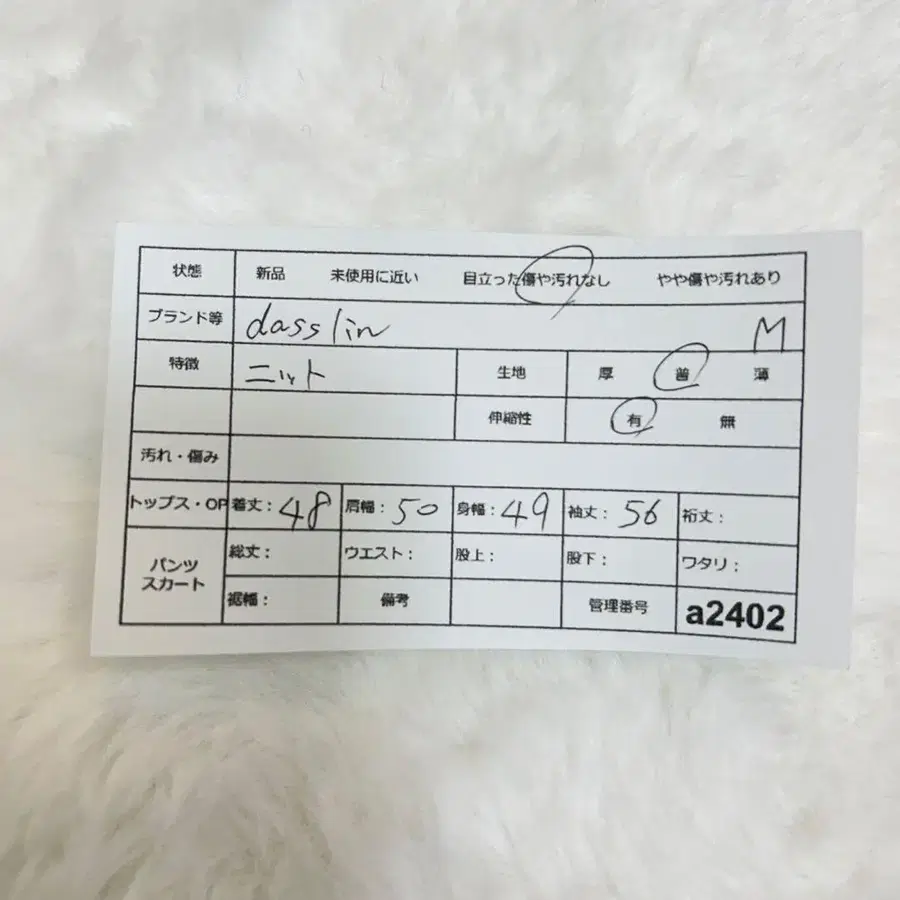 状態 新品 未使用に近い 目立った傷や汚れなし やや傷や汚れあり
ブランド等 dasslin M
特徴 ニット 生地 厚 普 薄
伸縮性 有 無
汚れ・傷み
トップス・OP 着丈：48 肩幅：50 身幅：49 袖丈：56 裄丈：
パンツ スカート 総丈： ウエスト： 股上： 股下： ワタリ：
裾幅： 備考 管理番号 a2402